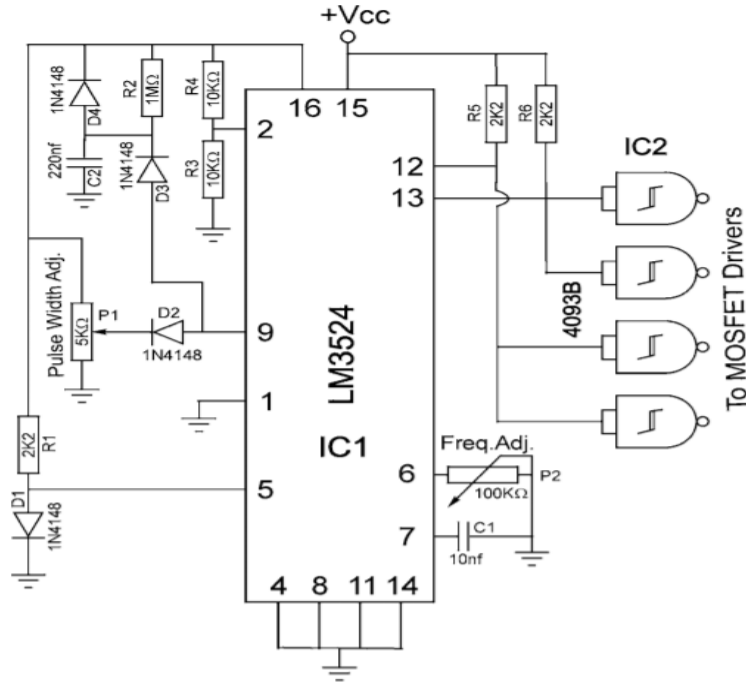 +Vcc
1N4148
D4
R2
1MΩ
R4
10KΩ
16
15
R5
2K2
R6
2K2
2
220nf
C2
1N4148
D3
R3
10KΩ
12
13
IC2
Pulse Width Adj.
P1
5KΩ
D2
1N4148
9
LM3524
4093B
To MOSFET Drivers
1
IC1
2K2
R1
Freq.Adj.
6
100KΩ
P2
D1
1N4148
5
7
C1
10nf
4
8
11
14